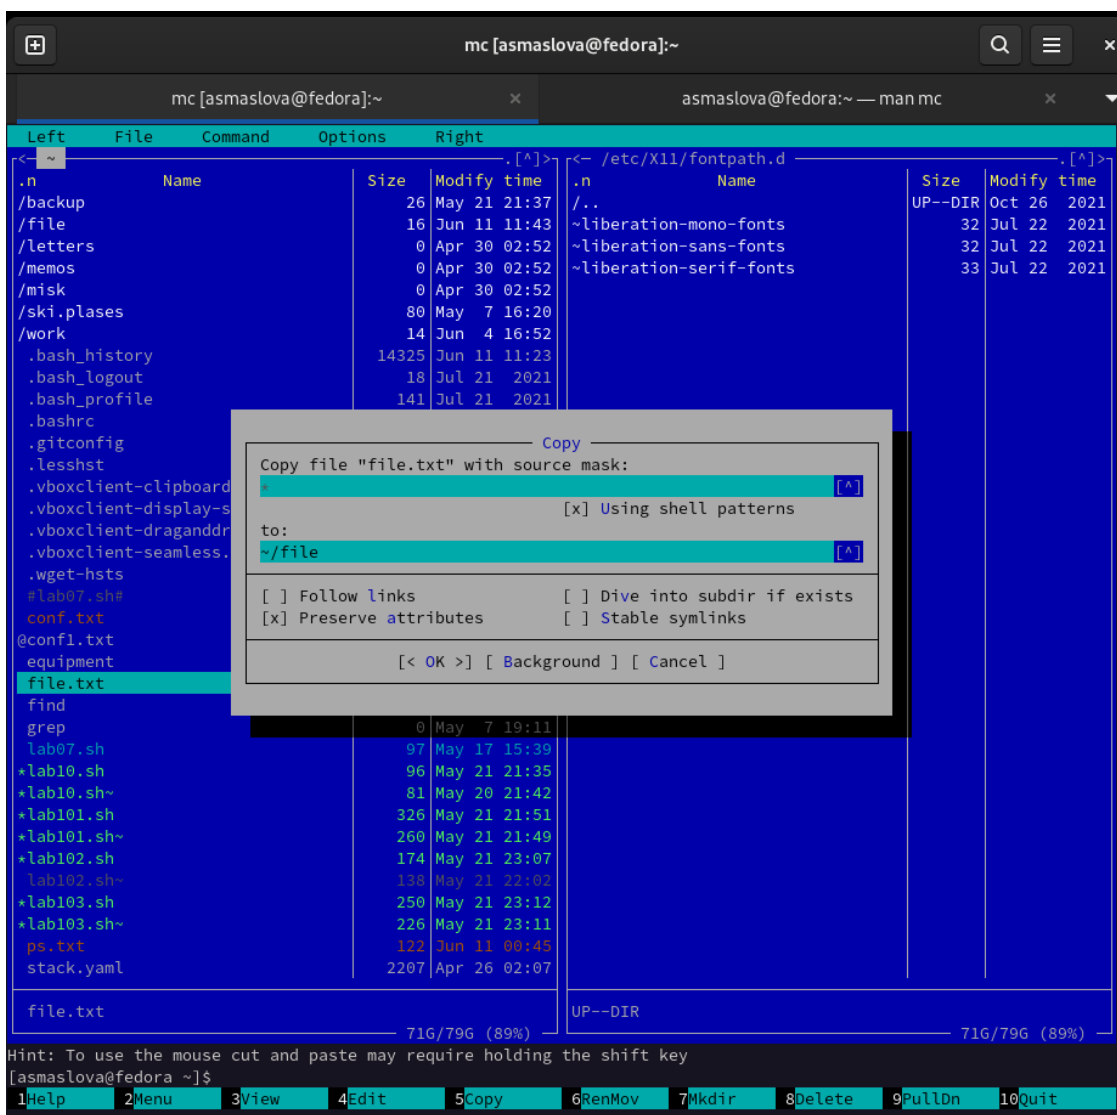 mc [asmaslova@fedora]:~
mc [asmaslova@fedora]:~ × asmaslova@fedora:~ — man mc ×
Left File Command Options Right
<— ~ .[^]> <— /etc/X11/fontpath.d .[^]>
.n Name Size Modify time .n Name Size Modify time
/backup 26 May 21 21:37 /.. UP--DIR Oct 26 2021
/file 16 Jun 11 11:43 ~liberation-mono-fonts 32 Jul 22 2021
/letters 0 Apr 30 02:52 ~liberation-sans-fonts 32 Jul 22 2021
/memos 0 Apr 30 02:52 ~liberation-serif-fonts 33 Jul 22 2021
/misk 0 Apr 30 02:52
/ski.plases 80 May 7 16:20
/work 14 Jun 4 16:52
.bash_history 14325 Jun 11 11:23
.bash_logout 18 Jul 21 2021
.bash_profile 141 Jul 21 2021
.bashrc
.gitconfig
.lesshst
.vboxclient-clipboard
.vboxclient-display-s
.vboxclient-draganddr
.vboxclient-seamless.
.wget-hsts
#lab07.sh#
conf.txt
@conf1.txt
equipment
file.txt
find
Copy
Copy file "file.txt" with source mask:
* [^]
[x] Using shell patterns
to:
~/file [^]
[ ] Follow links [ ] Dive into subdir if exists
[x] Preserve attributes [ ] Stable symlinks
[< OK >] [ Background ] [ Cancel ]
grep 0 May 7 19:11
lab07.sh 97 May 17 15:39
*lab10.sh 96 May 21 21:35
*lab10.sh~ 81 May 20 21:42
*lab101.sh 326 May 21 21:51
*lab101.sh~ 260 May 21 21:49
*lab102.sh 174 May 21 23:07
lab102.sh~ 138 May 21 22:02
*lab103.sh 250 May 21 23:12
*lab103.sh~ 226 May 21 23:11
ps.txt 122 Jun 11 00:45
stack.yaml 2207 Apr 26 02:07
file.txt UP--DIR
71G/79G (89%) 71G/79G (89%)
Hint: To use the mouse cut and paste may require holding the shift key
[asmaslova@fedora ~]$
1Help 2Menu 3View 4Edit 5Copy 6RenMov 7Mkdir 8Delete 9PullDn 10Quit